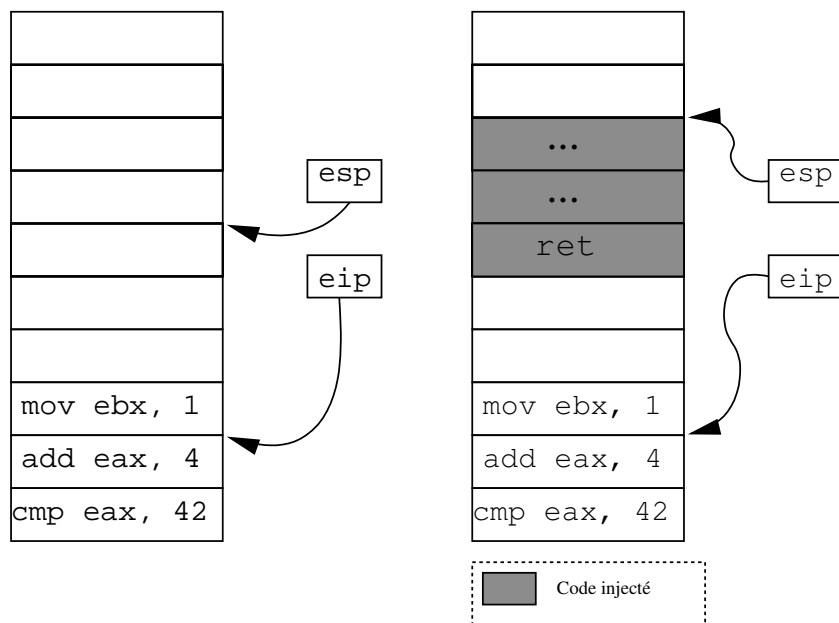 esp
eip
mov ebx, 1
add eax, 4
cmp eax, 42
...
...
ret
esp
eip
mov ebx, 1
add eax, 4
cmp eax, 42
Code injecté